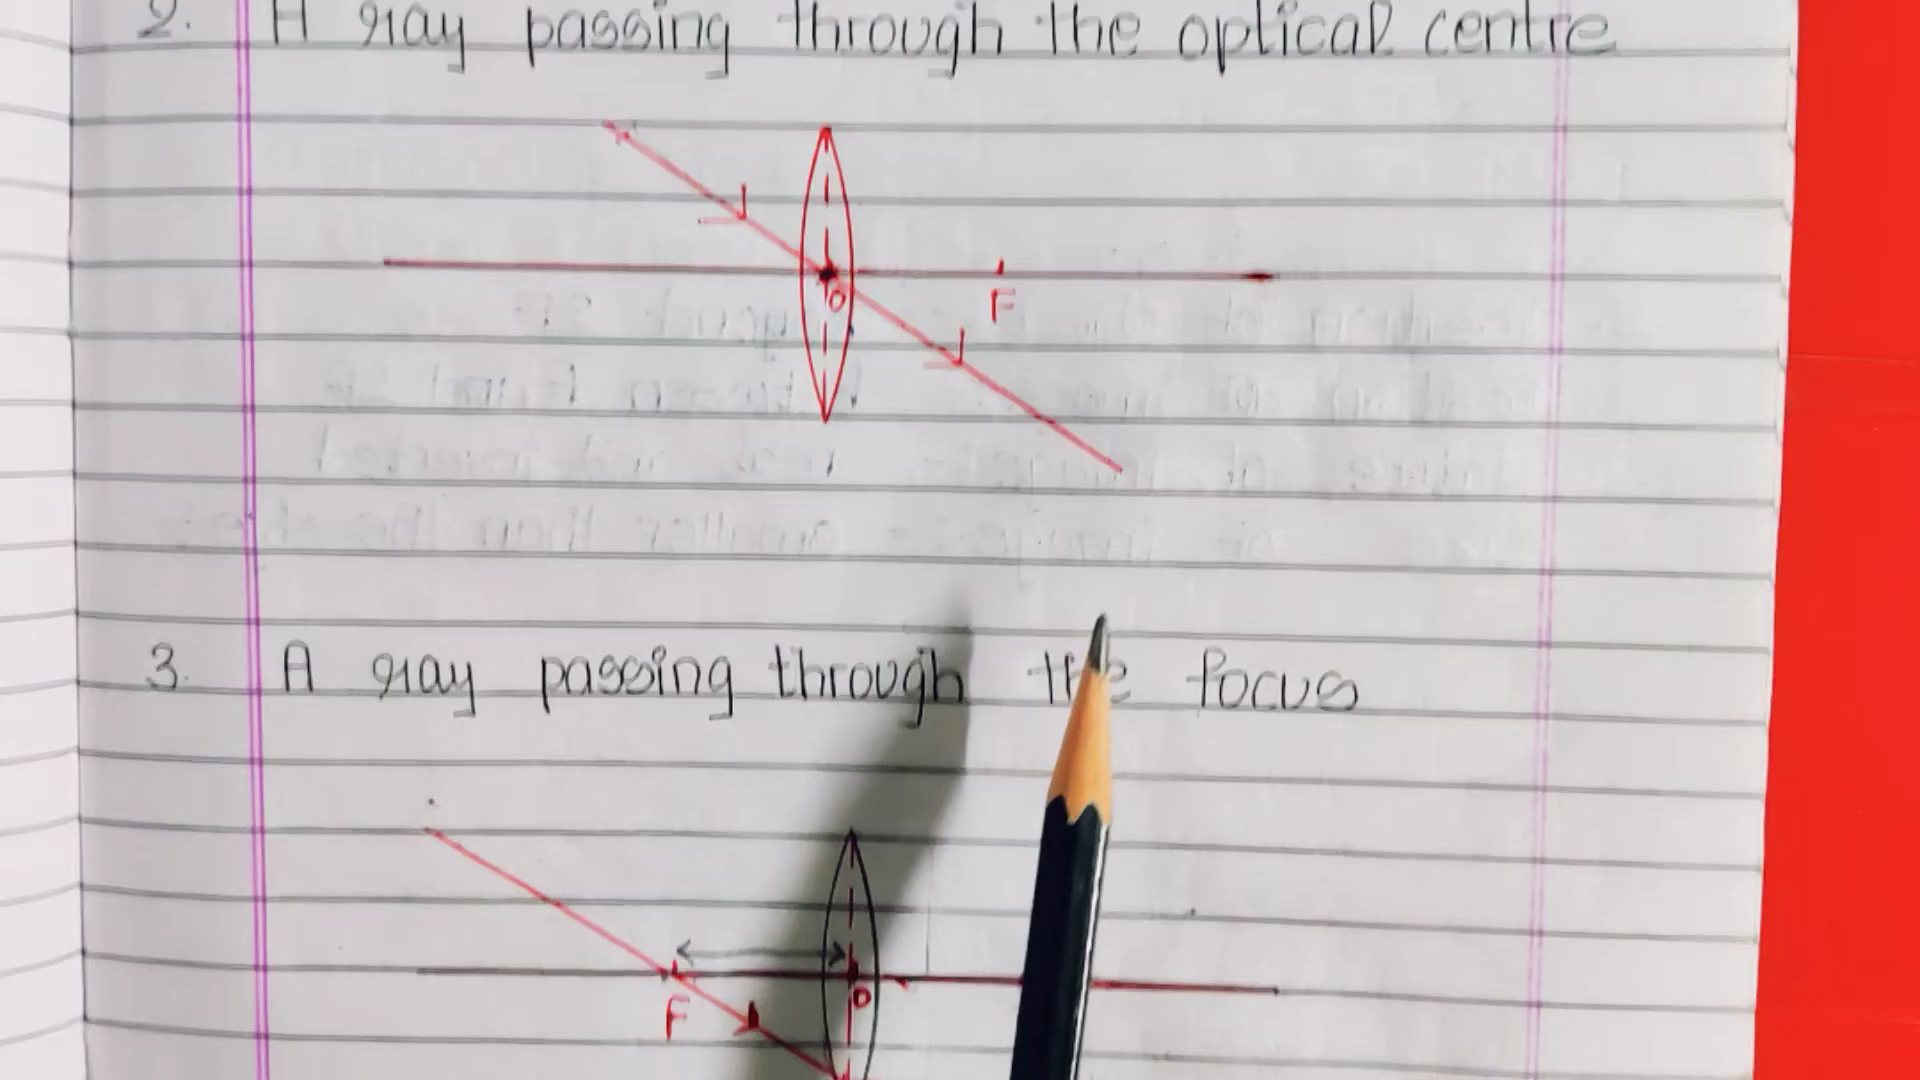 2. A ray passing through the optical centre
O
F
3. A ray passing through the focus
F
O